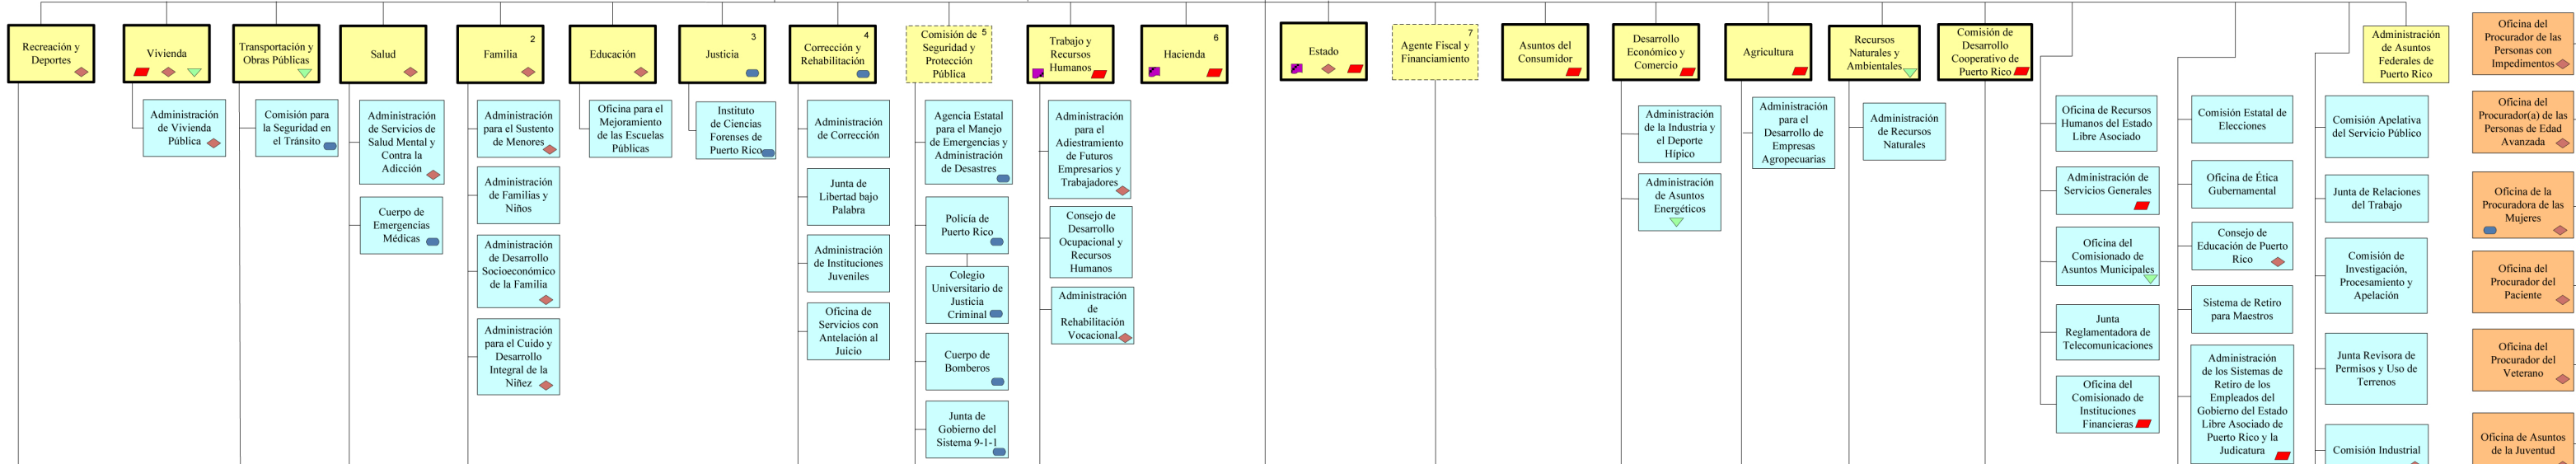 Recreación y
Deportes
Vivienda
Transportación y
Obras Públicas
Salud
2
Familia
Educación
3
Justicia
4
Corrección y
Rehabilitación
Comisión de 5
Seguridad y
Protección
Pública
Trabajo y
Recursos
Humanos
6
Hacienda
Estado
7
Agente Fiscal y
Financiamiento
Asuntos del
Consumidor
Desarrollo
Económico y
Comercio
Agricultura
Recursos
Naturales y
Ambientales
Comisión de
Desarrollo
Cooperativo de
Puerto Rico
Administración
de Asuntos
Federales de
Puerto Rico
Oficina del
Procurador de las
Personas con
Impedimentos
Administración
de Vivienda
Pública
Comisión para
la Seguridad en
el Tránsito
Administración
de Servicios de
Salud Mental y
Contra la
Adicción
Cuerpo de
Emergencias
Médicas
Administración
para el Sustento
de Menores
Administración
de Familias y
Niños
Administración
de Desarrollo
Socioeconómico
de la Familia
Administración
para el Cuido y
Desarrollo
Integral de la
Niñez
Oficina para el
Mejoramiento
de las Escuelas
Públicas
Instituto
de Ciencias
Forenses de
Puerto Rico
Administración
de Corrección
Junta de
Libertad bajo
Palabra
Administración
de Instituciones
Juveniles
Oficina de
Servicios con
Antelación al
Juicio
Agencia Estatal
para el Manejo
de Emergencias y
Administración
de Desastres
Policía de
Puerto Rico
Colegio
Universitario de
Justicia
Criminal
Cuerpo de
Bomberos
Junta de
Gobierno del
Sistema 9-1-1
Administración
para el
Adiestramiento
de Futuros
Empresarios y
Trabajadores
Consejo de
Desarrollo
Ocupacional y
Recursos
Humanos
Administración
de
Rehabilitación
Vocacional
Administración
de la Industria y
el Deporte
Hípico
Administración
de Asuntos
Energéticos
Administración
para el
Desarrollo de
Empresas
Agropecuarias
Administración
de Recursos
Naturales
Oficina de Recursos
Humanos del Estado
Libre Asociado
Administración de
Servicios Generales
Oficina del
Comisionado de
Asuntos Municipales
Junta
Reglamentadora de
Telecomunicaciones
Oficina del
Comisionado de
Instituciones
Financieras
Comisión Estatal de
Elecciones
Oficina de Ética
Gubernamental
Consejo de
Educación de Puerto
Rico
Sistema de Retiro
para Maestros
Administración
de los Sistemas de
Retiro de los
Empleados del
Gobierno del Estado
Libre Asociado de
Puerto Rico y la
Judicatura
Comisión Apelativa
del Servicio Público
Junta de Relaciones
del Trabajo
Comisión de
Investigación,
Procesamiento y
Apelación
Junta Revisora de
Permisos y Uso de
Terrenos
Comisión Industrial
Oficina del
Procurador(a) de las
Personas de Edad
Avanzada
Oficina de la
Procuradora de las
Mujeres
Oficina del
Procurador del
Paciente
Oficina del
Procurador del
Veterano
Oficina de Asuntos
de la Juventud